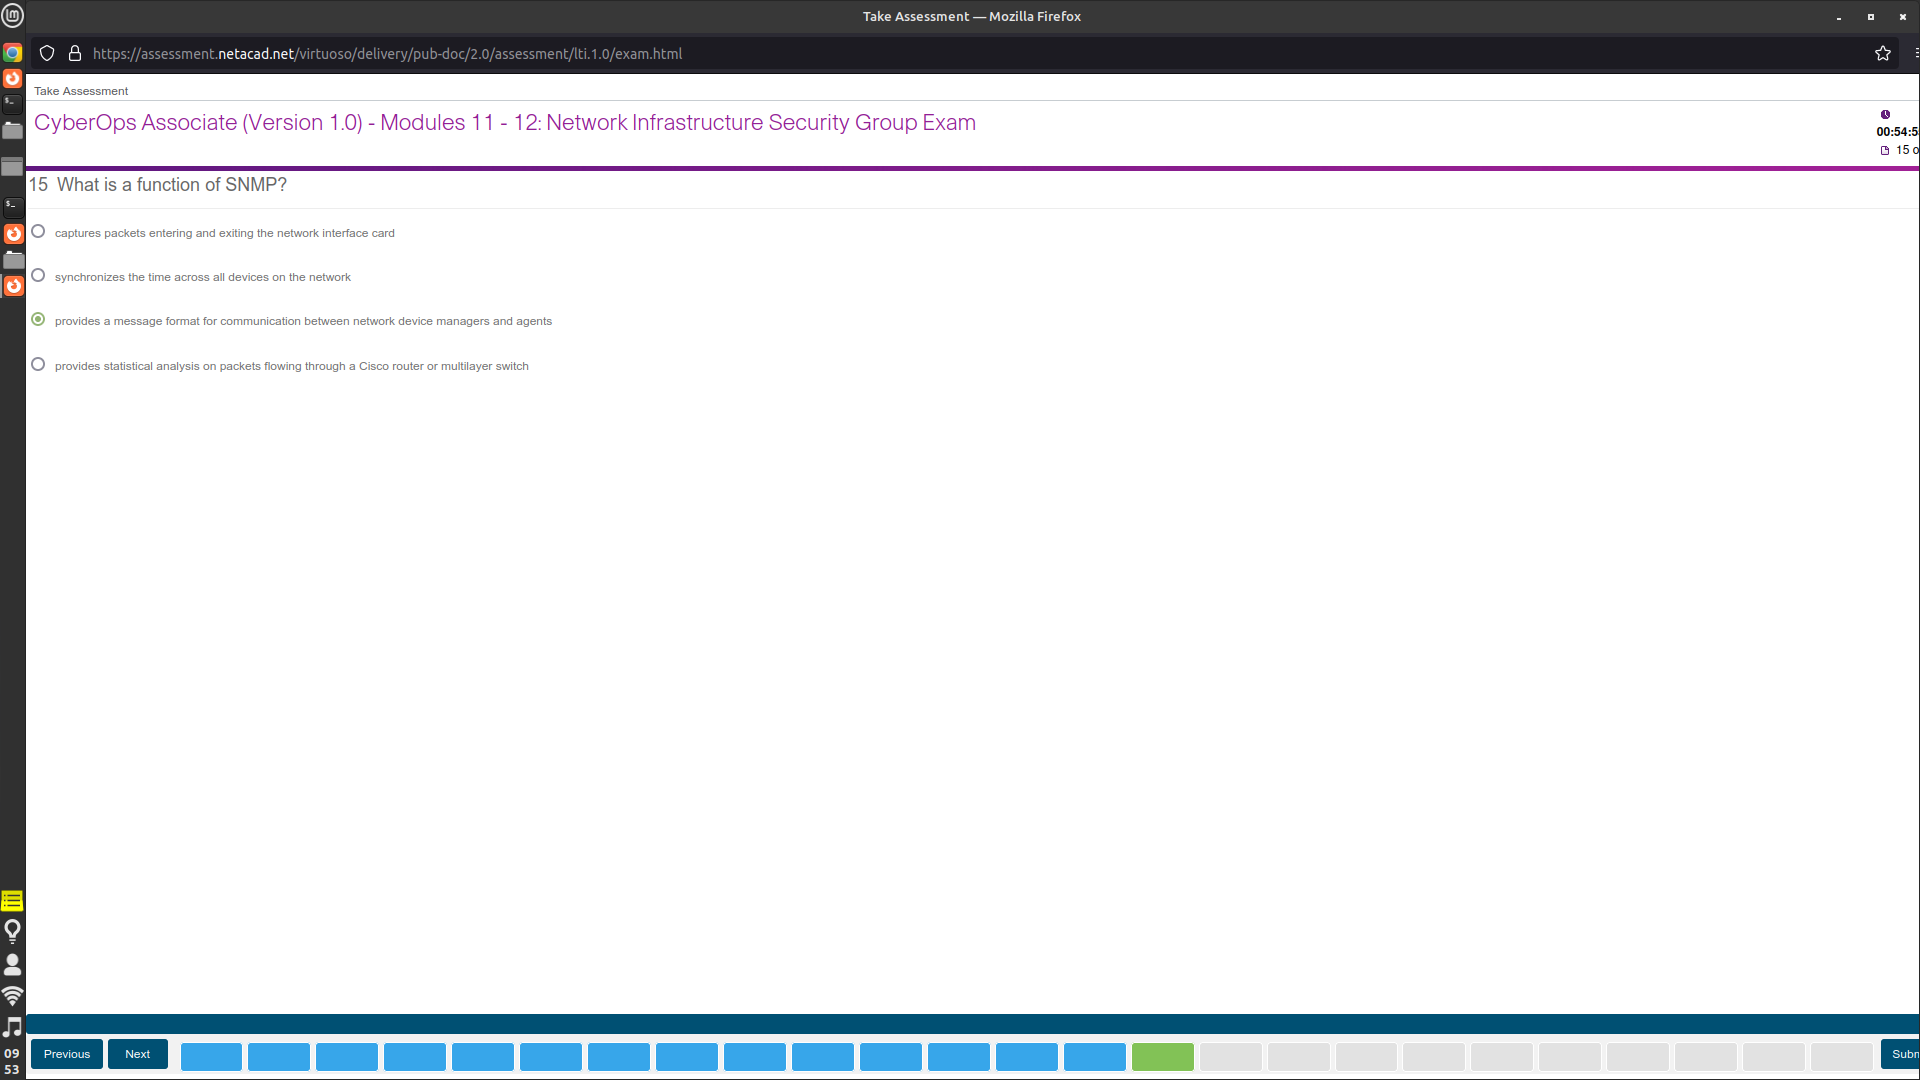 Take Assessment — Mozilla Firefox
https://assessment.netacad.net/virtuoso/delivery/pub-doc/2.0/assessment/lti.1.0/exam.html
Take Assessment
CyberOps Associate (Version 1.0) - Modules 11 - 12: Network Infrastructure Security Group Exam
00:54:5
15 o
15 What is a function of SNMP?
captures packets entering and exiting the network interface card
synchronizes the time across all devices on the network
provides a message format for communication between network device managers and agents
provides statistical analysis on packets flowing through a Cisco router or multilayer switch
Previous
Next
Subm
09
53